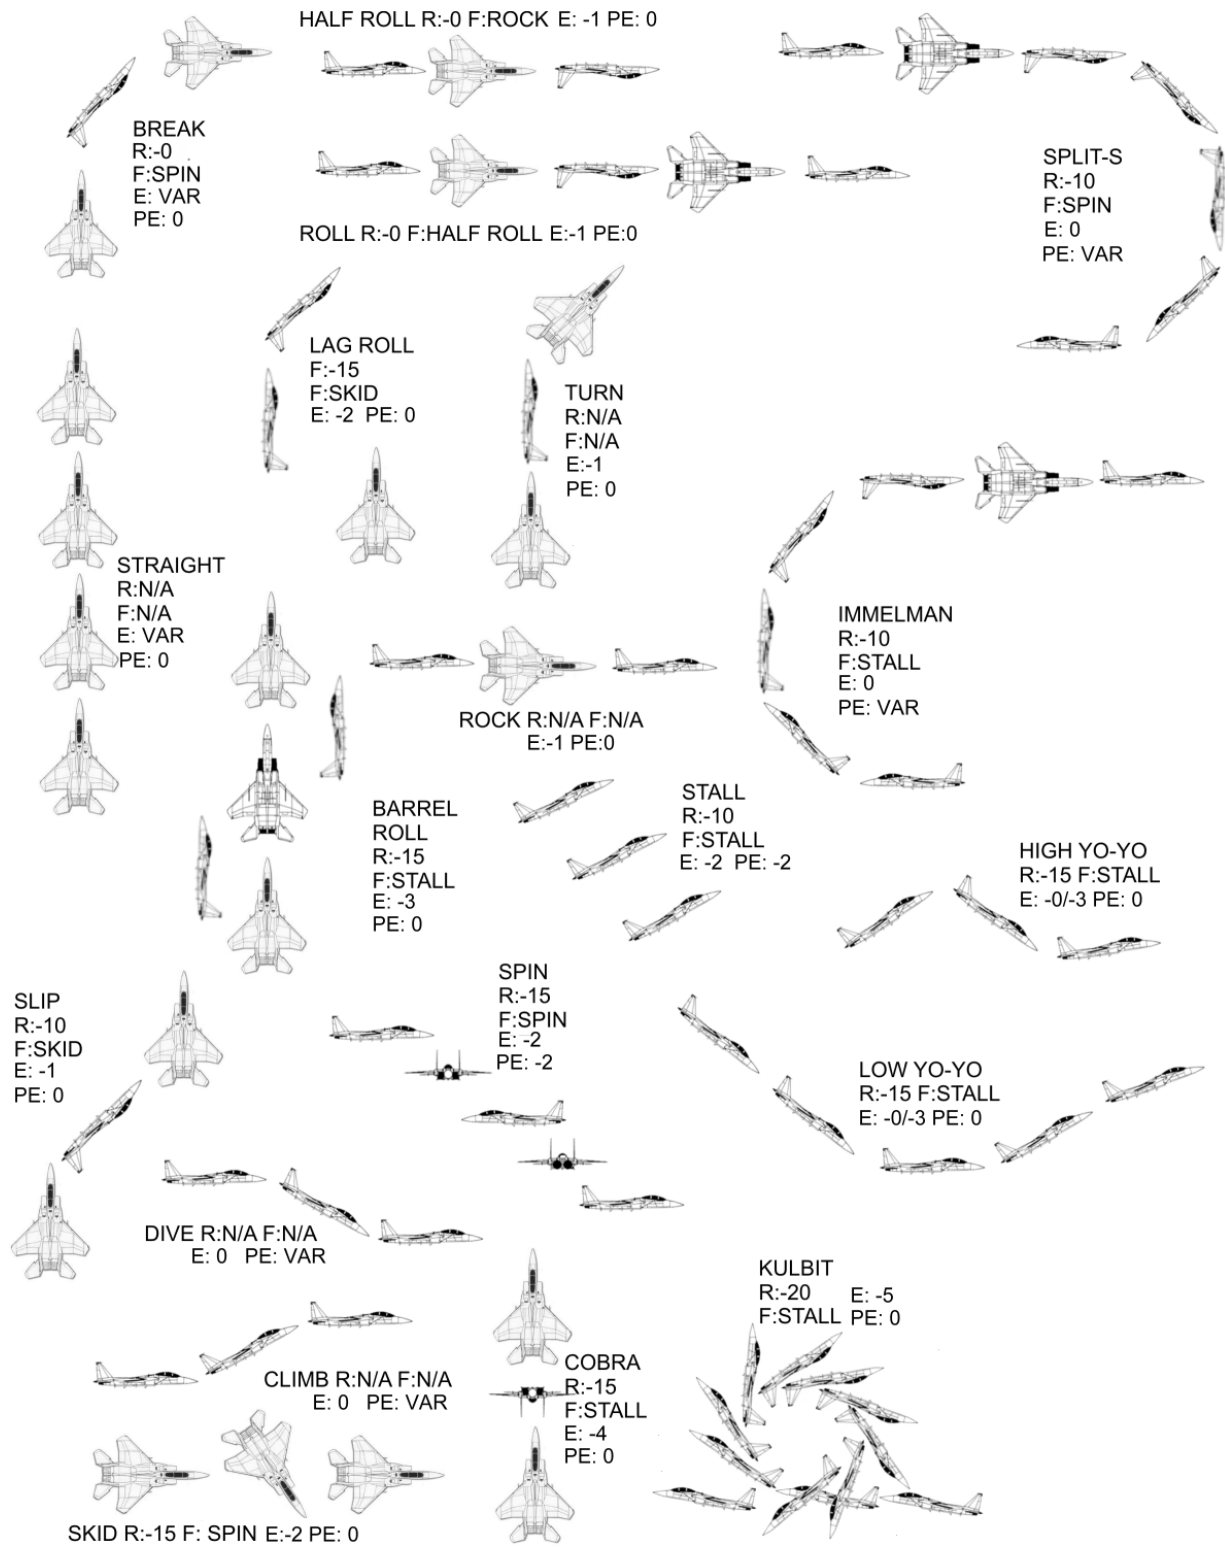 HALF ROLL R:-0 F:ROCK E: -1 PE: 0
BREAK
R:-0
F:SPIN
E: VAR
PE: 0
SPLIT-S
R:-10
F:SPIN
E: 0
PE: VAR
ROLL R:-0 F:HALF ROLL E:-1 PE:0
LAG ROLL
F:-15
F:SKID
E: -2 PE: 0
TURN
R:N/A
F:N/A
E:-1
PE: 0
STRAIGHT
R:N/A
F:N/A
E: VAR
PE: 0
IMMELMAN
R:-10
F:STALL
E: 0
PE: VAR
ROCK R:N/A F:N/A
E:-1 PE:0
BARREL
ROLL
R:-15
F:STALL
E: -3
PE: 0
STALL
R:-10
F:STALL
E: -2 PE: -2
HIGH YO-YO
R:-15 F:STALL
E: -0/-3 PE: 0
SLIP
R:-10
F:SKID
E: -1
PE: 0
SPIN
R:-15
F:SPIN
E: -2
PE: -2
LOW YO-YO
R:-15 F:STALL
E: -0/-3 PE: 0
DIVE R:N/A F:N/A
E: 0 PE: VAR
KULBIT
R:-20 E: -5
F:STALL PE: 0
CLIMB R:N/A F:N/A
E: 0 PE: VAR
COBRA
R:-15
F:STALL
E: -4
PE: 0
SKID R:-15 F: SPIN E:-2 PE: 0